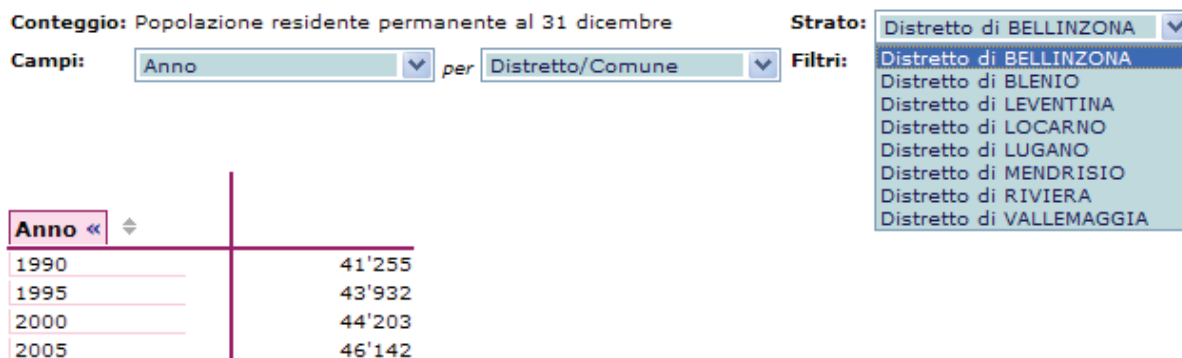 Conteggio: Popolazione residente permanente al 31 dicembre Strato: Distretto di BELLINZONA
Campi: Anno per Distretto/Comune Filtri: Distretto di BELLINZONA
Distretto di BLENIO
Distretto di LEVENTINA
Distretto di LOCARNO
Distretto di LUGANO
Distretto di MENDRISIO
Distretto di RIVIERA
Distretto di VALLEMAGGIA
Anno «
1990 41'255
1995 43'932
2000 44'203
2005 46'142